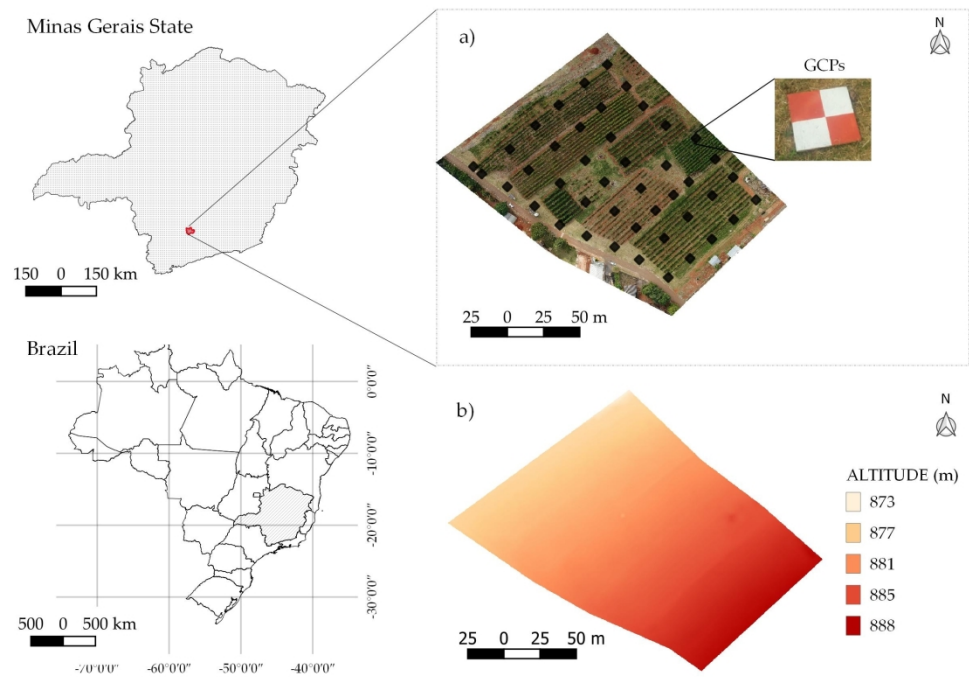 Minas Gerais State
150 0 150 km
a)
N
GCPs
25 0 25 50 m
Brazil
0°0'0"
-10°0'0"
-20°0'0"
-30°0'0"
500 0 500 km
-70°0'0" -60°0'0" -50°0'0" -40°0'0"
b)
N
ALTITUDE (m)
873
877
881
885
888
25 0 25 50 m